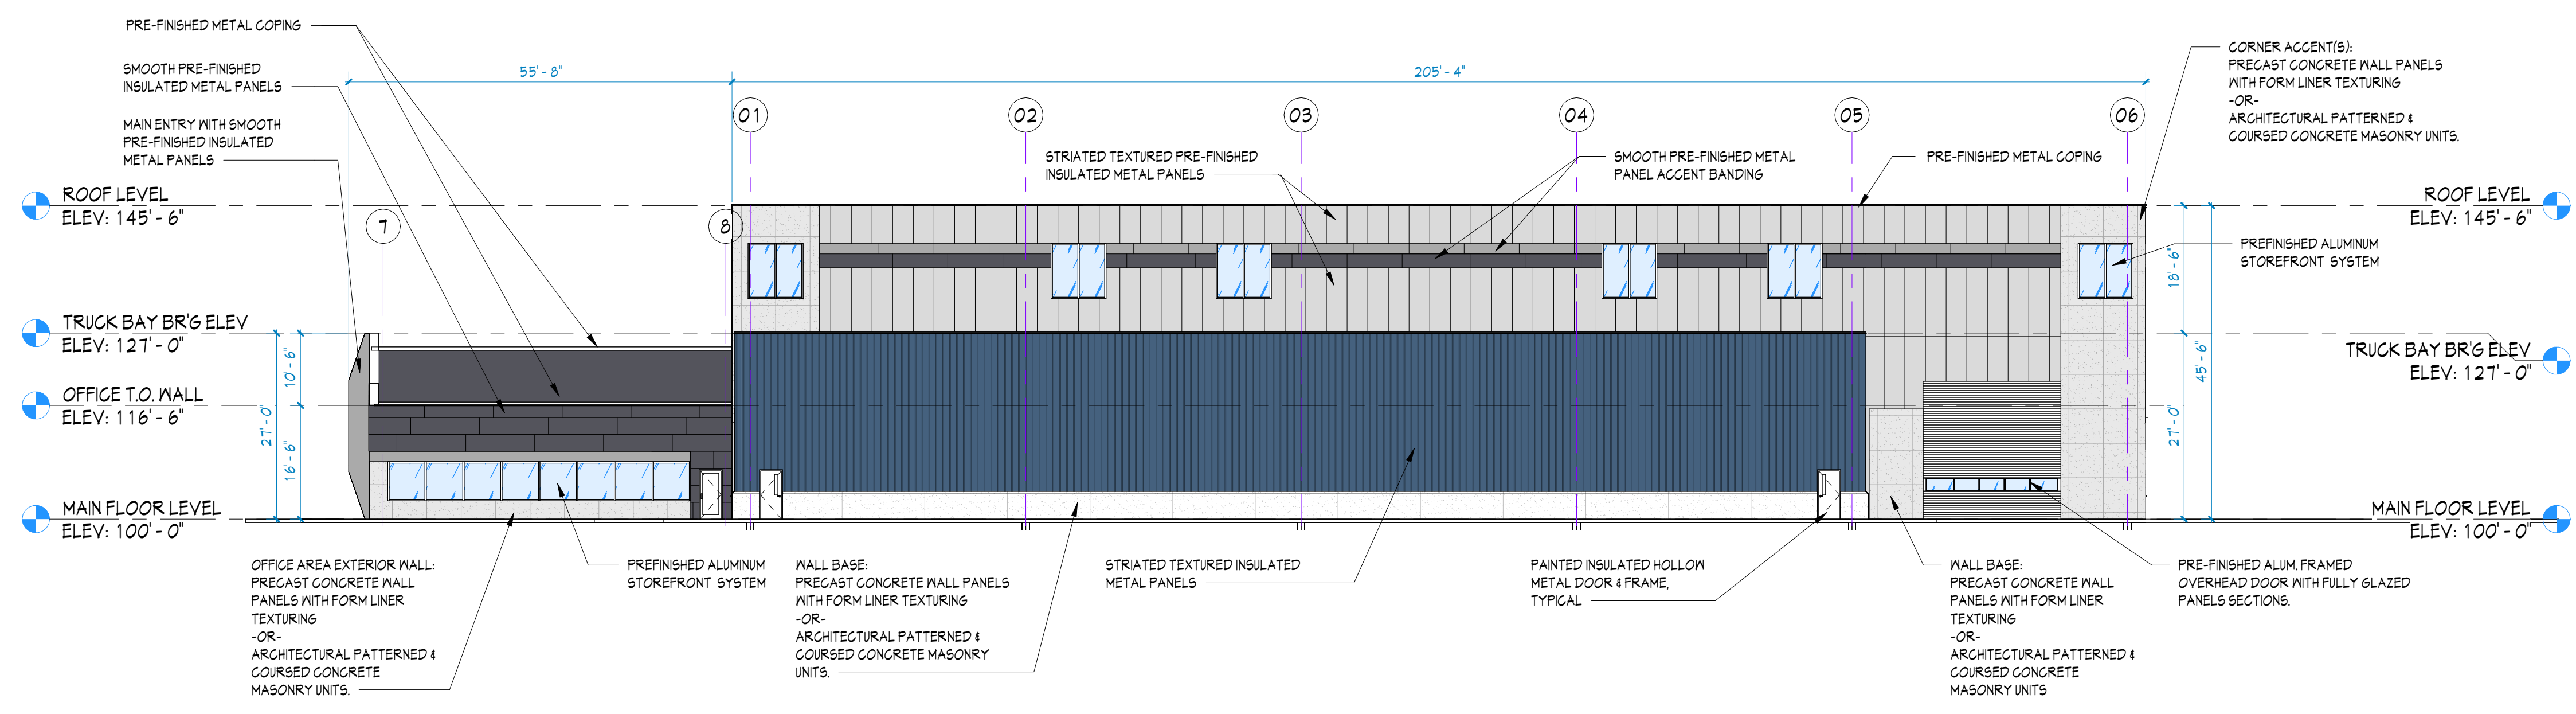 PRE-FINISHED METAL COPING
SMOOTH PRE-FINISHED
INSULATED METAL PANELS
MAIN ENTRY WITH SMOOTH
PRE-FINISHED INSULATED
METAL PANELS
55' - 8"
205' - 4"
CORNER ACCENT(S):
PRECAST CONCRETE WALL PANELS
WITH FORM LINER TEXTURING
-OR-
ARCHITECTURAL PATTERNED &
COURSED CONCRETE MASONRY UNITS.
01
02
03
04
05
06
STRIATED TEXTURED PRE-FINISHED
INSULATED METAL PANELS
SMOOTH PRE-FINISHED METAL
PANEL ACCENT BANDING
PRE-FINISHED METAL COPING
ROOF LEVEL
ELEV: 145' - 6"
7
8
ROOF LEVEL
ELEV: 145' - 6"
PREFINISHED ALUMINUM
STOREFRONT SYSTEM
TRUCK BAY BR'G ELEV
ELEV: 127' - 0"
OFFICE T.O. WALL
ELEV: 116' - 6"
MAIN FLOOR LEVEL
ELEV: 100' - 0"
27' - 0"
10' - 6"
16' - 6"
18' - 6"
27' - 0"
45' - 6"
TRUCK BAY BR'G ELEV
ELEV: 127' - 0"
MAIN FLOOR LEVEL
ELEV: 100' - 0"
OFFICE AREA EXTERIOR WALL:
PRECAST CONCRETE WALL
PANELS WITH FORM LINER
TEXTURING
-OR-
ARCHITECTURAL PATTERNED &
COURSED CONCRETE
MASONRY UNITS.
PREFINISHED ALUMINUM
STOREFRONT SYSTEM
WALL BASE:
PRECAST CONCRETE WALL PANELS
WITH FORM LINER TEXTURING
-OR-
ARCHITECTURAL PATTERNED &
COURSED CONCRETE MASONRY
UNITS.
STRIATED TEXTURED INSULATED
METAL PANELS
PAINTED INSULATED HOLLOW
METAL DOOR & FRAME,
TYPICAL
WALL BASE:
PRECAST CONCRETE WALL
PANELS WITH FORM LINER
TEXTURING
-OR-
ARCHITECTURAL PATTERNED &
COURSED CONCRETE
MASONRY UNITS
PRE-FINISHED ALUM. FRAMED
OVERHEAD DOOR WITH FULLY GLAZED
PANELS SECTIONS.